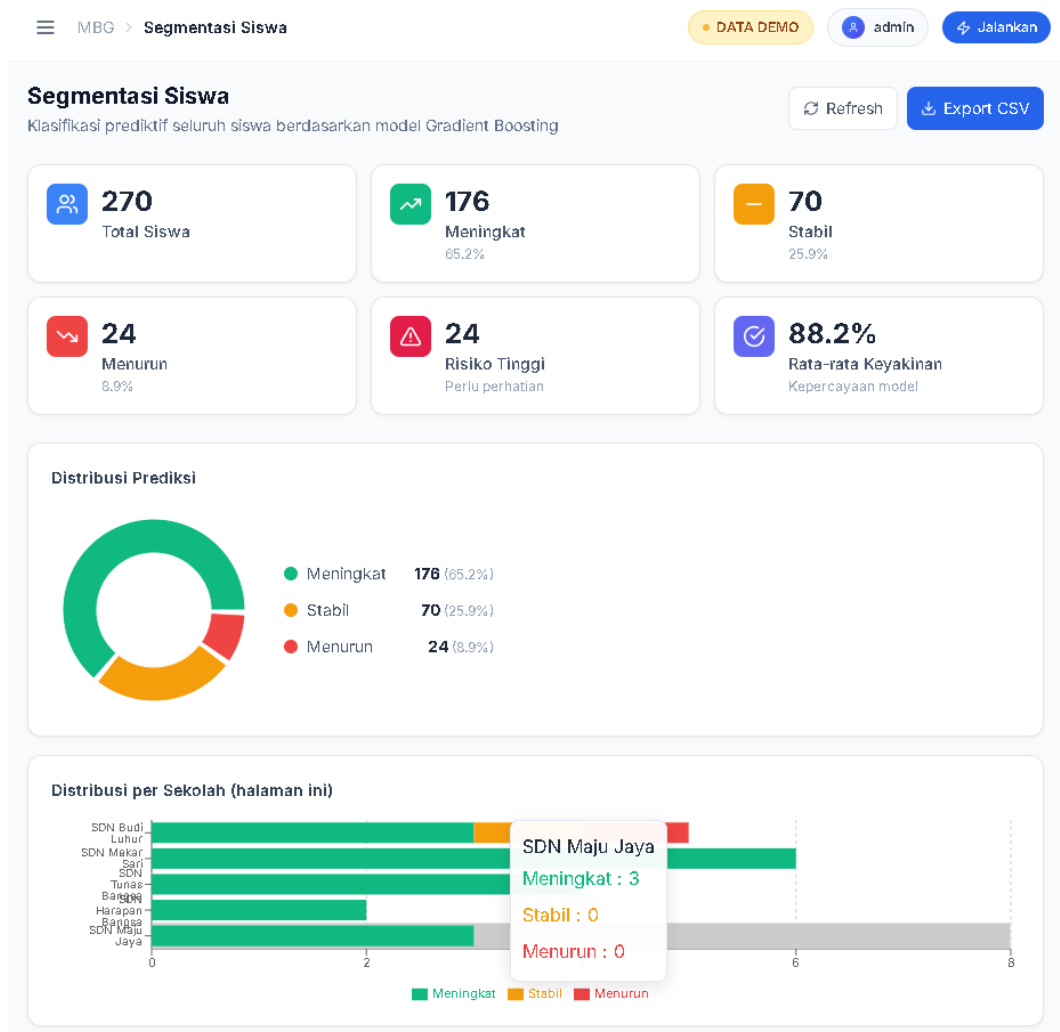 MBG > Segmentasi Siswa
DATA DEMO
admin
Jalankan
Segmentasi Siswa
Klasifikasi prediktif seluruh siswa berdasarkan model Gradient Boosting
Refresh
Export CSV
270
Total Siswa
176
Meningkat
65.2%
70
Stabil
25.9%
24
Menurun
8.9%
24
Risiko Tinggi
Perlu perhatian
88.2%
Rata-rata Keyakinan
Kepercayaan model
Distribusi Prediksi
Meningkat 176 (65.2%)
Stabil 70 (25.9%)
Menurun 24 (8.9%)
Distribusi per Sekolah (halaman ini)
SDN Budi
Luhur
SDN Mekar
Sari
SDN
Tunas
Bangsa
SDN
Harapan
Bangsa
SDN Maju
Jaya
SDN Maju Jaya
Meningkat : 3
Stabil : 0
Menurun : 0
0 2 6 8
Meningkat Stabil Menurun